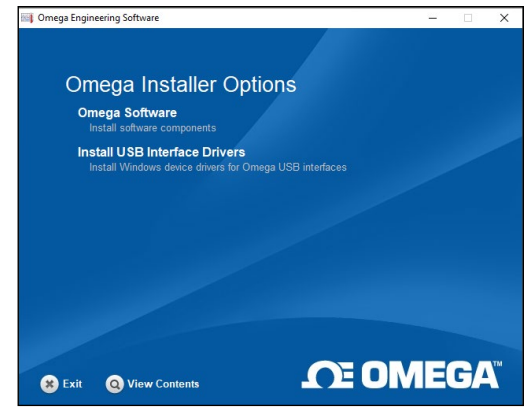 Omega Engineering Software
Omega Installer Options
Omega Software
Install software components
Install USB Interface Drivers
Install Windows device drivers for Omega USB interfaces
Exit
View Contents
OMEGA™